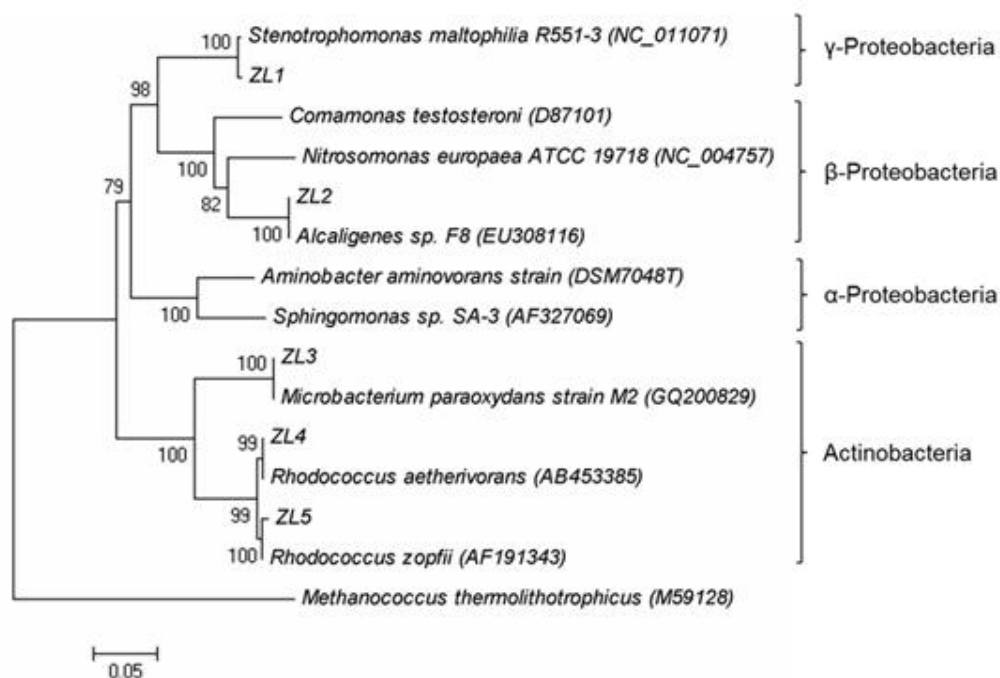 100
Stenotrophomonas maltophilia R551-3 (NC_011071)
γ-Proteobacteria
ZL1
98
Comamonas testosteroni (D87101)
100
Nitrosomonas europaea ATCC 19718 (NC_004757)
β-Proteobacteria
79
82
ZL2
100
Alcaligenes sp. F8 (EU308116)
Aminobacter aminovorans strain (DSM7048T)
α-Proteobacteria
100
Sphingomonas sp. SA-3 (AF327069)
100
ZL3
Microbacterium paraoxydans strain M2 (GQ200829)
100
99
ZL4
Actinobacteria
Rhodococcus aetherivorans (AB453385)
99
ZL5
100
Rhodococcus zopfii (AF191343)
Methanococcus thermolithotrophicus (M59128)
0.05